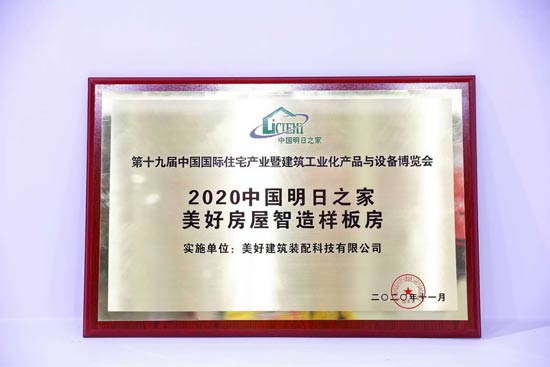 中国明日之家
第十九届中国国际住宅产业暨建筑工业化产品与设备博览会
2020中国明日之家
美好房屋智造样板房
实施单位：美好建筑装配科技有限公司
二〇二〇年十一月